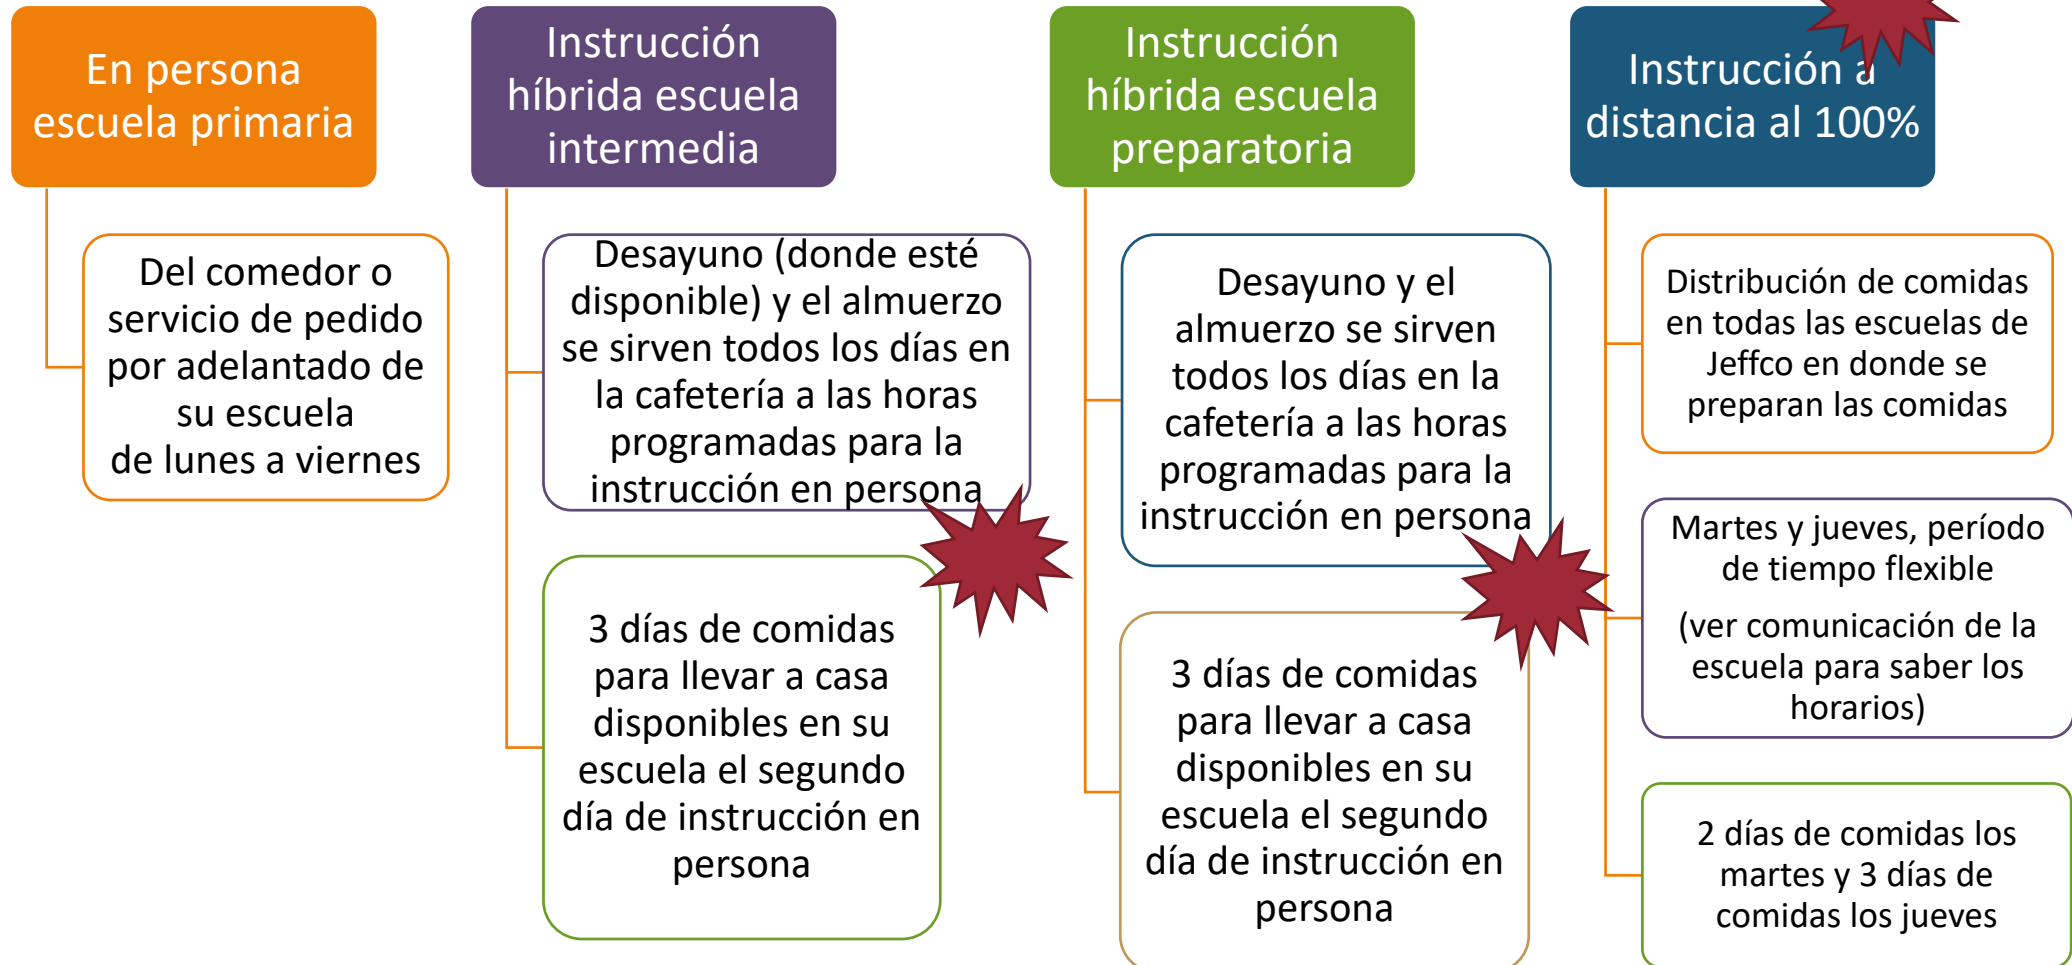 En persona
escuela primaria
Del comedor o
servicio de pedido
por adelantado de
su escuela
de lunes a viernes
Instrucción
híbrida escuela
intermedia
Desayuno (donde esté
disponible) y el almuerzo
se sirven todos los días en
la cafetería a las horas
programadas para la
instrucción en persona
3 días de comidas
para llevar a casa
disponibles en su
escuela el segundo
día de instrucción en
persona
Instrucción
híbrida escuela
preparatoria
Desayuno y el
almuerzo se sirven
todos los días en la
cafetería a las horas
programadas para la
instrucción en persona
3 días de comidas
para llevar a casa
disponibles en su
escuela el segundo
día de instrucción en
persona
Instrucción a
distancia al 100%
Distribución de comidas
en todas las escuelas de
Jeffco en donde se
preparan las comidas
Martes y jueves, período
de tiempo flexible
(ver comunicación de la
escuela para saber los
horarios)
2 días de comidas los
martes y 3 días de
comidas los jueves